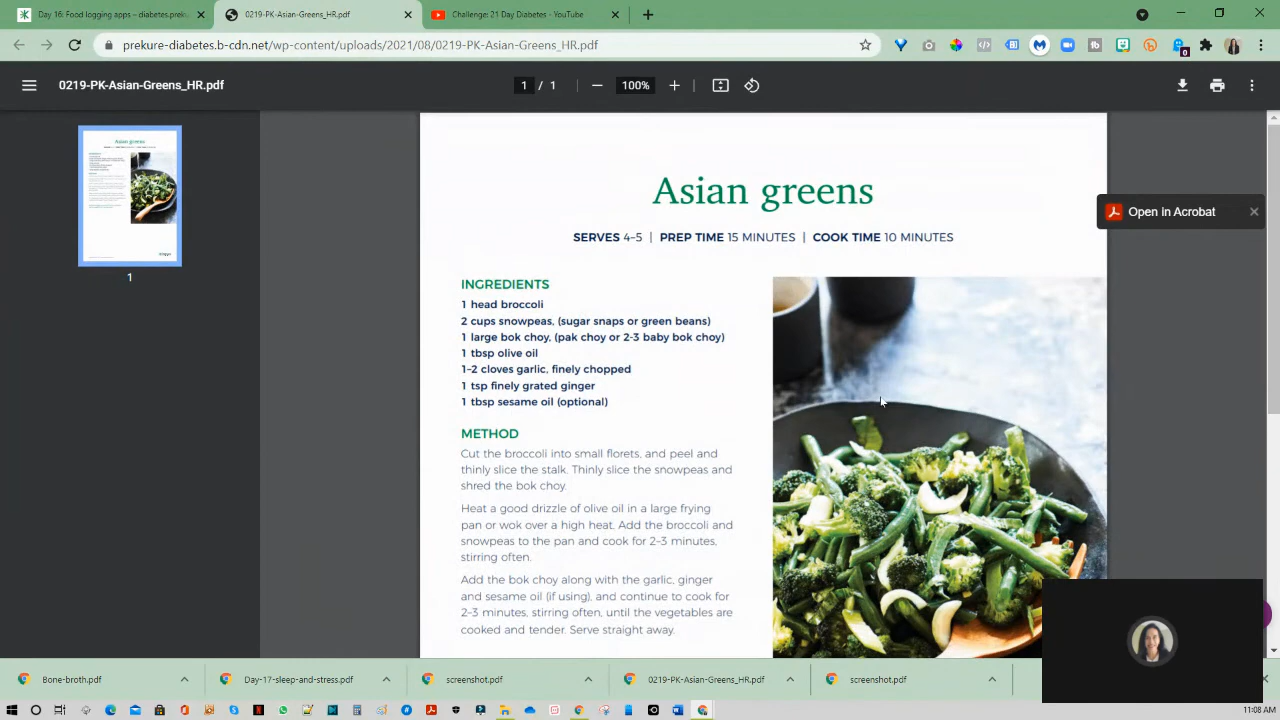 Day 16: Food logging apps – diabetes.prek
0219-PK-Asian-Greens_HR.pdf
Challenge: 21 Day Diabetes - YouTube
prekure-diabetes.b-cdn.net/wp-content/uploads/2021/08/0219-PK-Asian-Greens_HR.pdf
0219-PK-Asian-Greens_HR.pdf
1 / 1
100%
Asian greens
SERVES 4–5 | PREP TIME 15 MINUTES | COOK TIME 10 MINUTES
Open in Acrobat
1
INGREDIENTS
1 head broccoli
2 cups snowpeas, (sugar snaps or green beans)
1 large bok choy, (pak choy or 2-3 baby bok choy)
1 tbsp olive oil
1-2 cloves garlic, finely chopped
1 tsp finely grated ginger
1 tbsp sesame oil (optional)
METHOD
Cut the broccoli into small florets, and peel and
thinly slice the stalk. Thinly slice the snowpeas and
shred the bok choy.
Heat a good drizzle of olive oil in a large frying
pan or wok over a high heat. Add the broccoli and
snowpeas to the pan and cook for 2–3 minutes,
stirring often.
Add the bok choy along with the garlic, ginger
and sesame oil (if using), and continue to cook for
2–3 minutes, stirring often, until the vegetables are
cooked and tender. Serve straight away.
Bone-broth.pdf
Day-17-sleep-and-stress.pdf
screenshot.pdf
0219-PK-Asian-Greens_HR.pdf
screenshot.pdf
11:08 AM